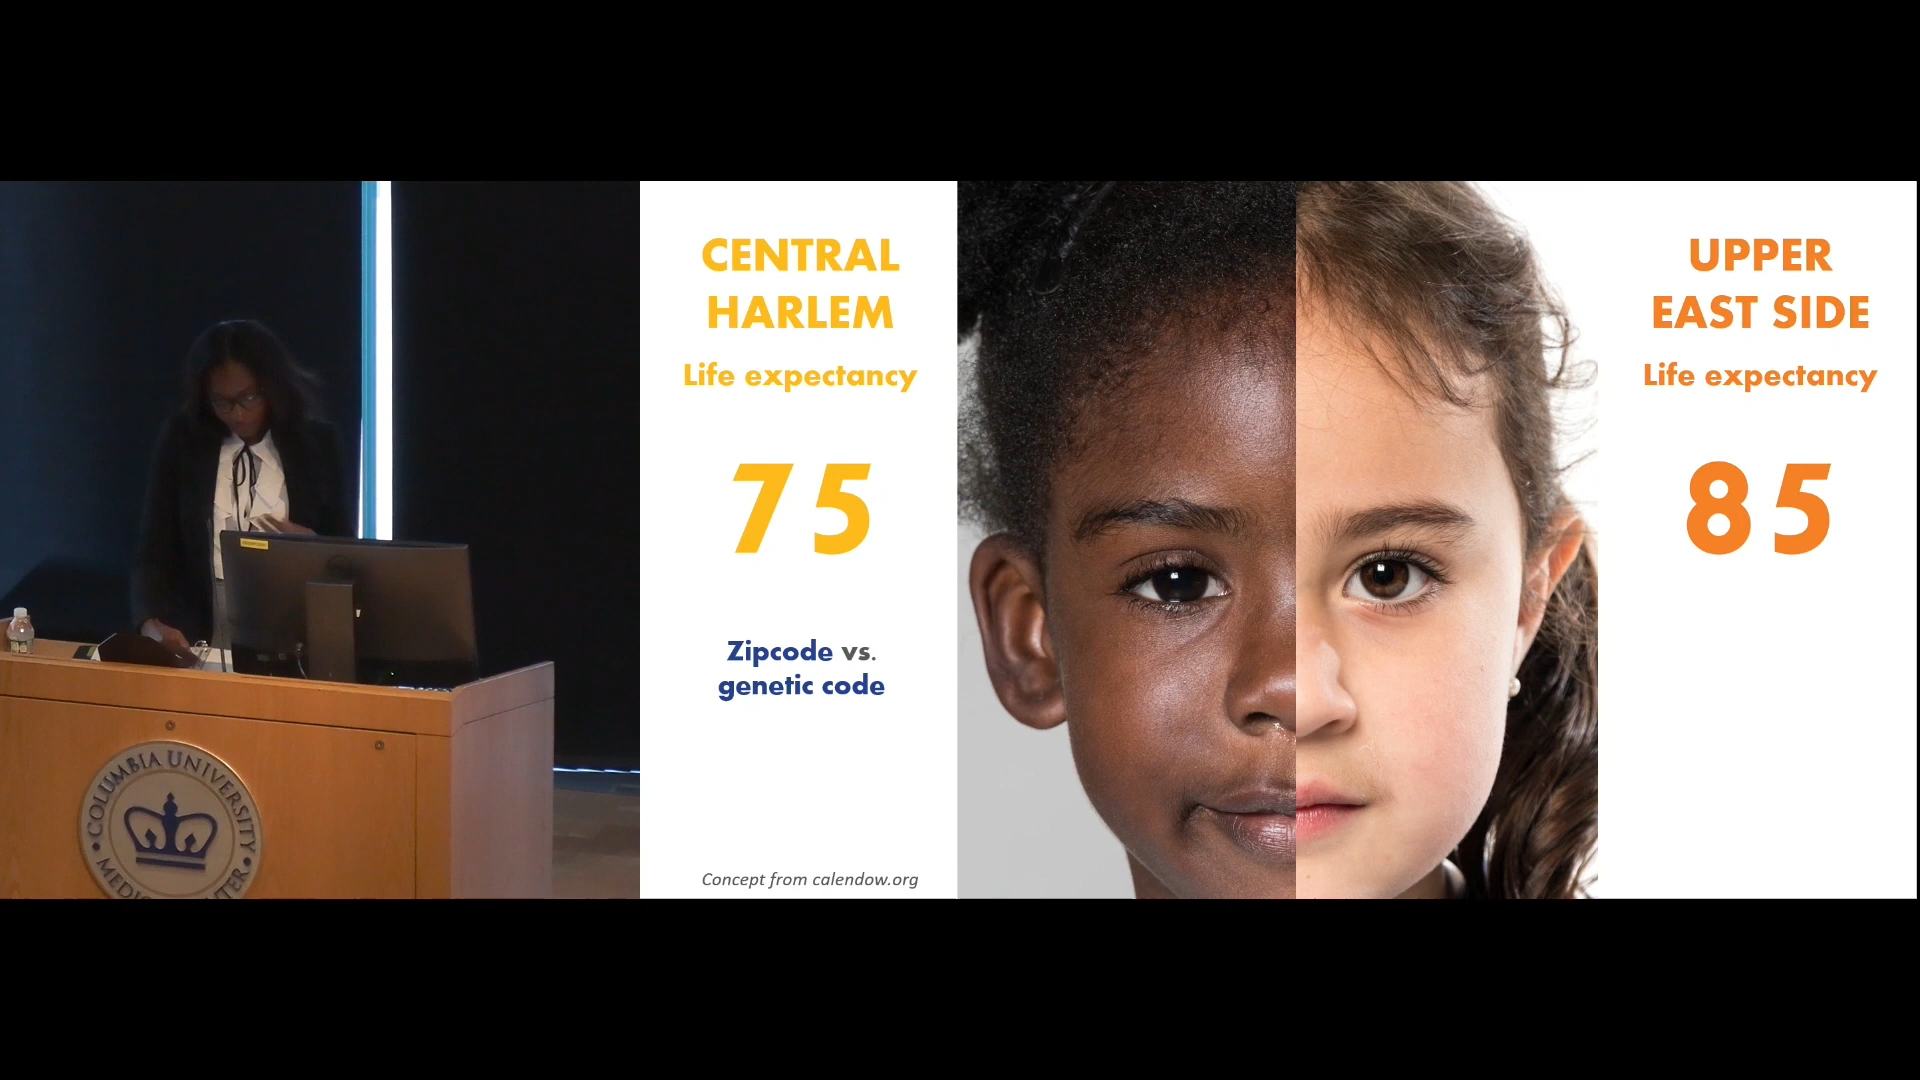 CENTRAL
HARLEM
Life expectancy
75
Zipcode vs.
genetic code
Concept from calendow.org
UPPER
EAST SIDE
Life expectancy
85
COLUMBIA UNIVERSITY